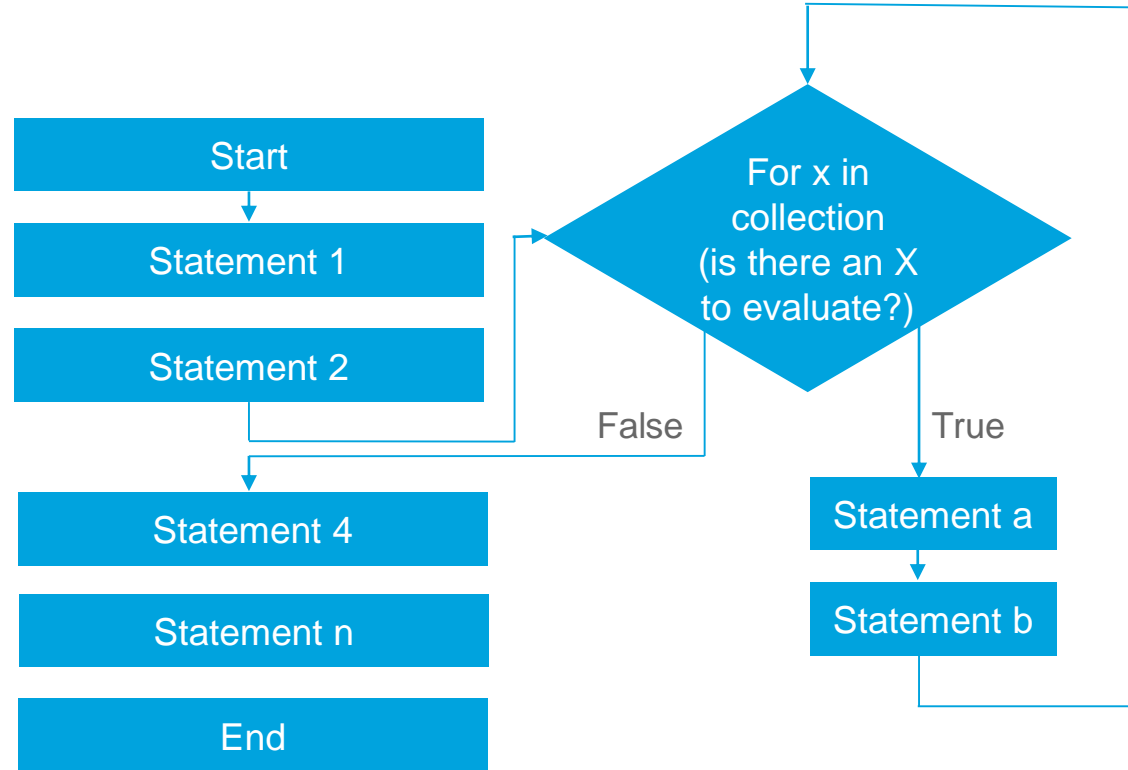 Start
Statement 1
Statement 2
For x in
collection
(is there an X
to evaluate?)
False
True
Statement 4
Statement a
Statement n
Statement b
End